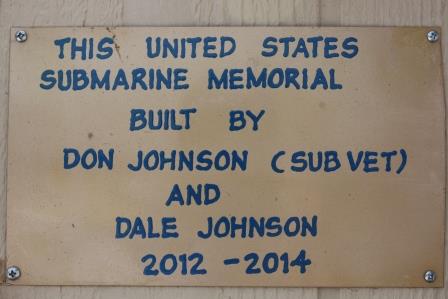 THIS UNITED STATES
SUBMARINE MEMORIAL
BUILT BY
DON JOHNSON (SUB VET)
AND
DALE JOHNSON
2012 - 2014